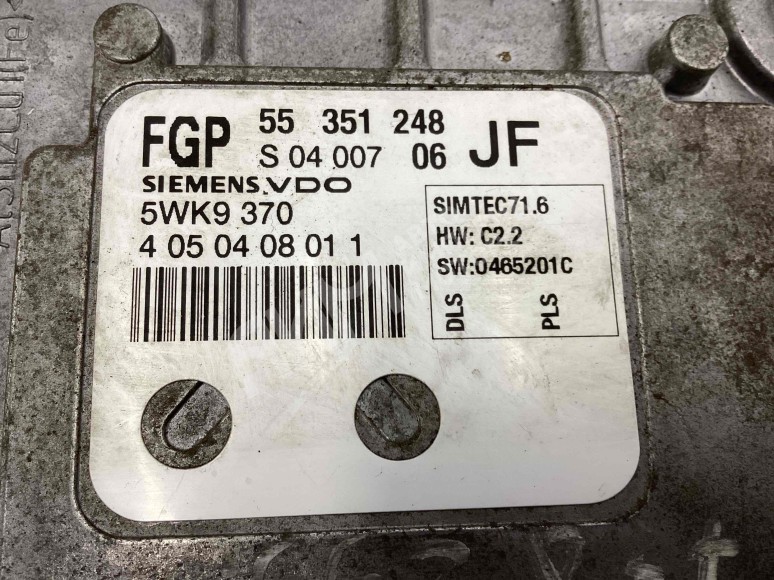 FGP 55 351 248
S 04 007 06 JF
SIEMENS VDO
5WK9 370
4 05 04 08 01 1
SIMTEC71.6
HW: C2.2
SW:0465201C
DLS PLS